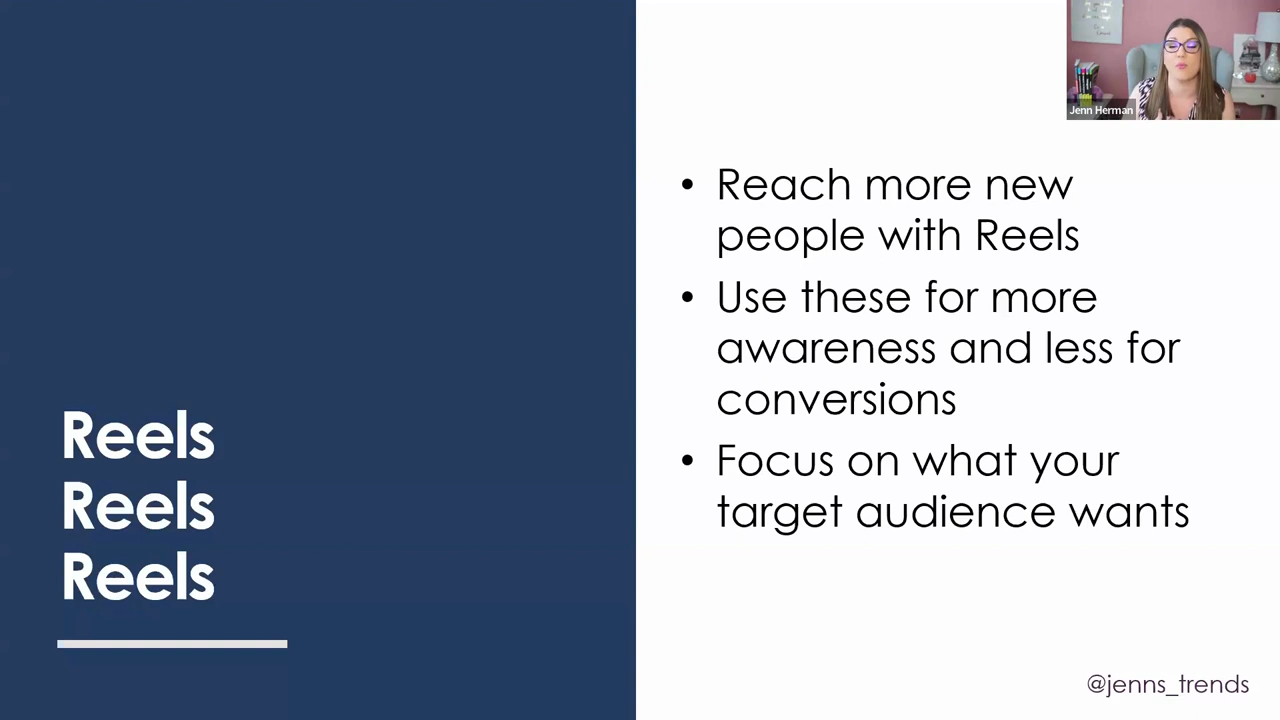 Jenn Herman
Reels
Reels
Reels
• Reach more new
people with Reels
• Use these for more
awareness and less for
conversions
• Focus on what your
target audience wants
@jenns_trends